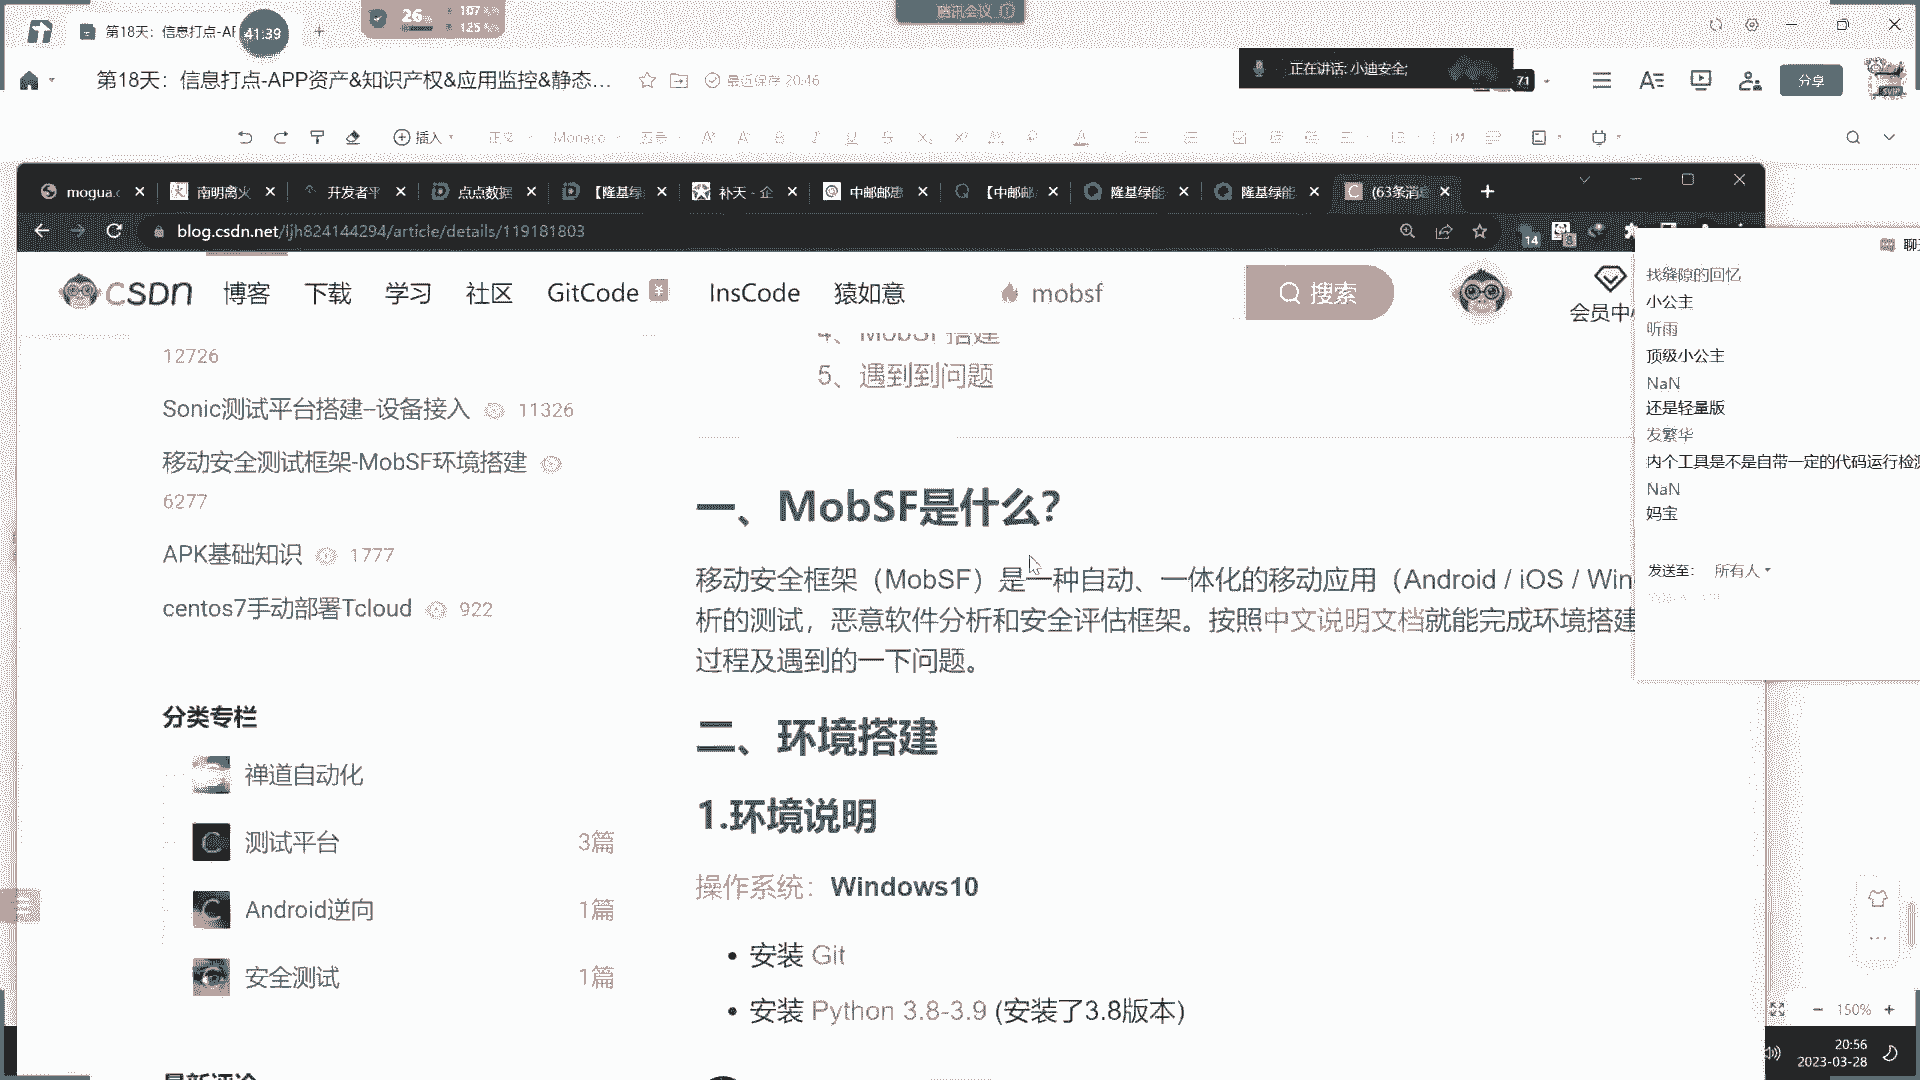 第18天：信息打点-AP
41:39
26%
107 K/s
125 K/s
腾讯会议
第18天：信息打点-APP资产&知识产权&应用监控&静态...
最近保存 20:46
正在讲话: 小迪安全;
71
分享
插入
正文
Monaco
五号
mogua.c
南明离火
开发者平
点点数据
【隆基绿
补天 - 企
中邮邮惠
【中邮邮
隆基绿能
隆基绿能
(63条消息
blog.csdn.net/ljh824144294/article/details/119181803
14
8
CSDN
博客
下载
学习
社区
GitCode
InsCode
猿如意
mobsf
搜索
会员中心
聊天
找缝隙的回忆
小公主
听雨
顶级小公主
NaN
还是轻量版
发繁华
内个工具是不是自带一定的代码运行检测
NaN
妈宝
发送至：
所有人
12726
Sonic测试平台搭建--设备接入
11326
移动安全测试框架-MobSF环境搭建
6277
APK基础知识
1777
centos7手动部署Tcloud
922
分类专栏
禅道自动化
测试平台
3篇
Android逆向
1篇
安全测试
1篇
最新评论
4、MobSF搭建
5、遇到到问题
一、MobSF是什么?
移动安全框架（MobSF）是一种自动、一体化的移动应用（Android / iOS / Win
析的测试，恶意软件分析和安全评估框架。按照中文说明文档就能完成环境搭建
过程及遇到的一下问题。
二、环境搭建
1.环境说明
操作系统：Windows10
• 安装 Git
• 安装 Python 3.8-3.9 (安装了3.8版本)
150%
20:56
2023-03-28